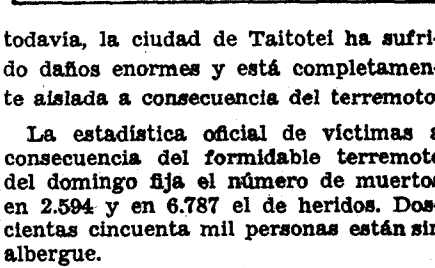 todavía, la ciudad de Taitotei ha sufri-
do daños enormes y está completamen-
te aislada a consecuencia del terremoto
La estadística oficial de víctimas a
consecuencia del formidable terremoto
del domingo fija el número de muertos
en 2.594 y en 6.787 el de heridos. Dos-
cientas cincuenta mil personas están sin
albergue.